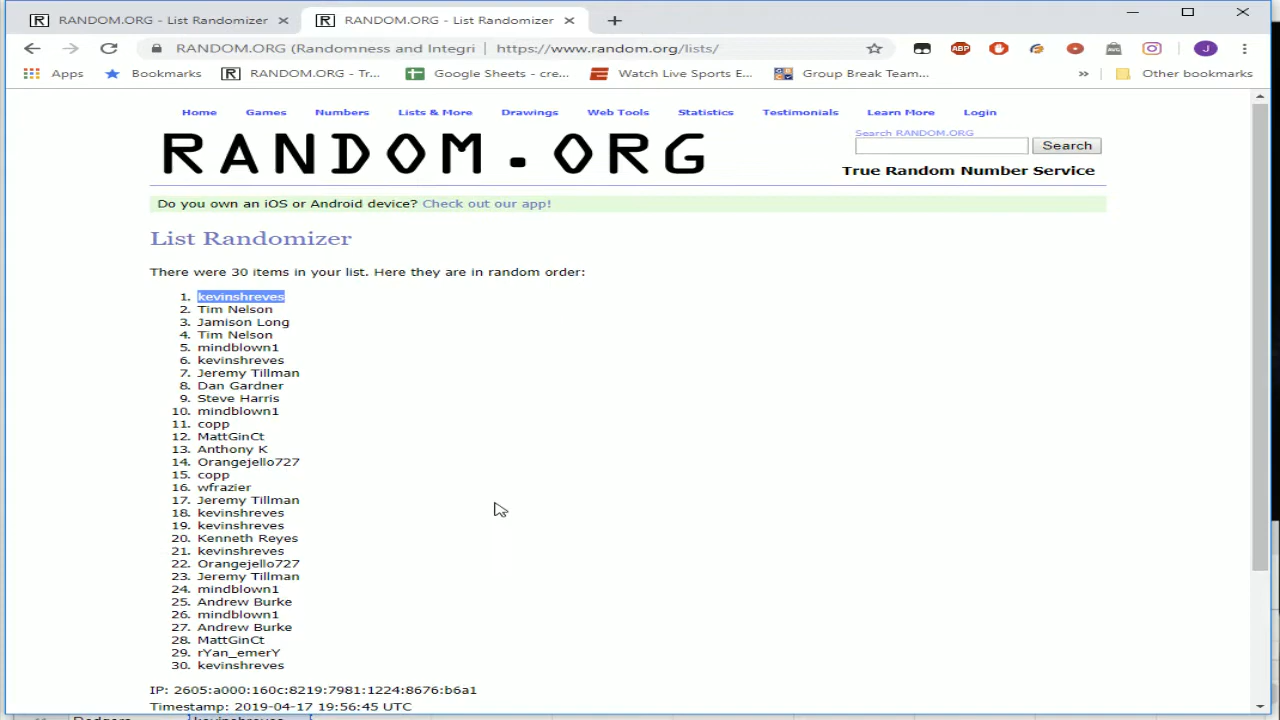 RANDOM.ORG - List Randomizer
RANDOM.ORG - List Randomizer
RANDOM.ORG (Randomness and Integri | https://www.random.org/lists/
ABP
AVG
J
Apps Bookmarks RANDOM.ORG - Tr... Google Sheets - cre... Watch Live Sports E... Group Break Team... » Other bookmarks
Home Games Numbers Lists & More Drawings Web Tools Statistics Testimonials Learn More Login
RANDOM.ORG
Search RANDOM.ORG
Search
True Random Number Service
Do you own an iOS or Android device? Check out our app!
List Randomizer
There were 30 items in your list. Here they are in random order:
1. kevinshreves
2. Tim Nelson
3. Jamison Long
4. Tim Nelson
5. mindblown1
6. kevinshreves
7. Jeremy Tillman
8. Dan Gardner
9. Steve Harris
10. mindblown1
11. copp
12. MattGinCt
13. Anthony K
14. Orangejello727
15. copp
16. wfrazier
17. Jeremy Tillman
18. kevinshreves
19. kevinshreves
20. Kenneth Reyes
21. kevinshreves
22. Orangejello727
23. Jeremy Tillman
24. mindblown1
25. Andrew Burke
26. mindblown1
27. Andrew Burke
28. MattGinCt
29. rYan_emerY
30. kevinshreves
IP: 2605:a000:160c:8219:7981:1224:8676:b6a1
Timestamp: 2019-04-17 19:56:45 UTC